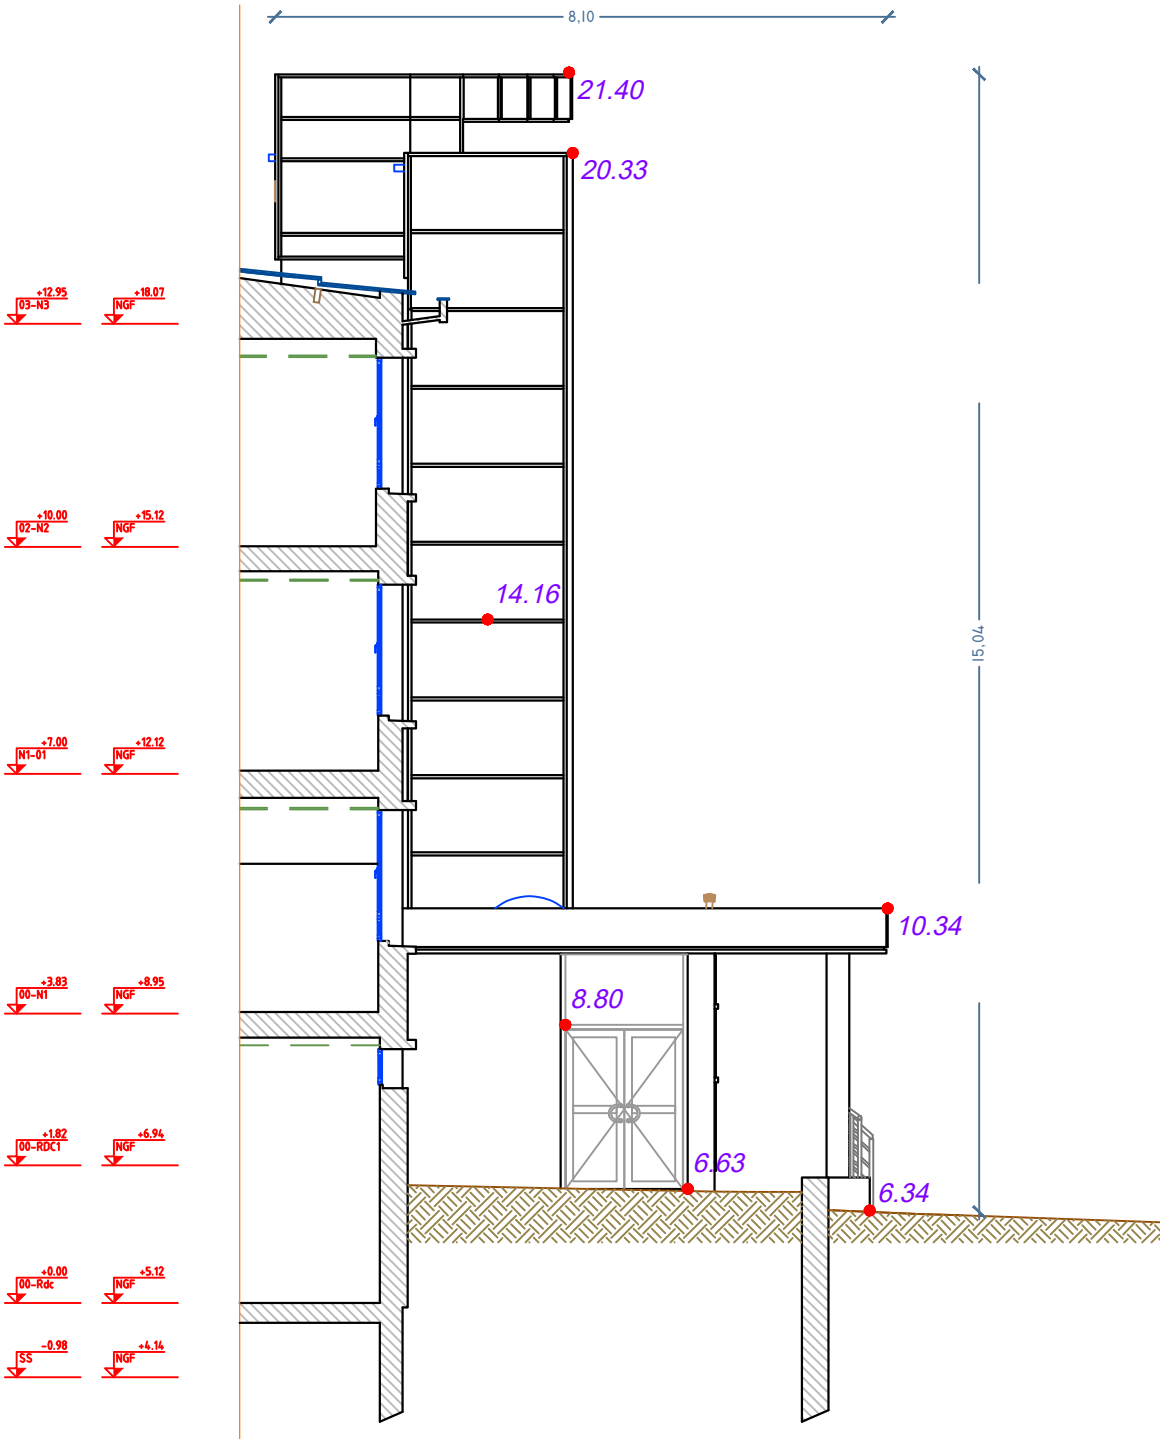 8,10
21.40
20.33
+12.95 +18.07
03-N3 NGF
+10.00 +15.12
02-N2 NGF
14.16
15,04
+7.00 +12.12
N1-01 NGF
10.34
+3.83 +8.95
00-N1 NGF
8.80
+1.82 +6.94
00-RDC1 NGF
6.63
6.34
+0.00 +5.12
00-Rdc NGF
-0.98 +4.14
SS NGF